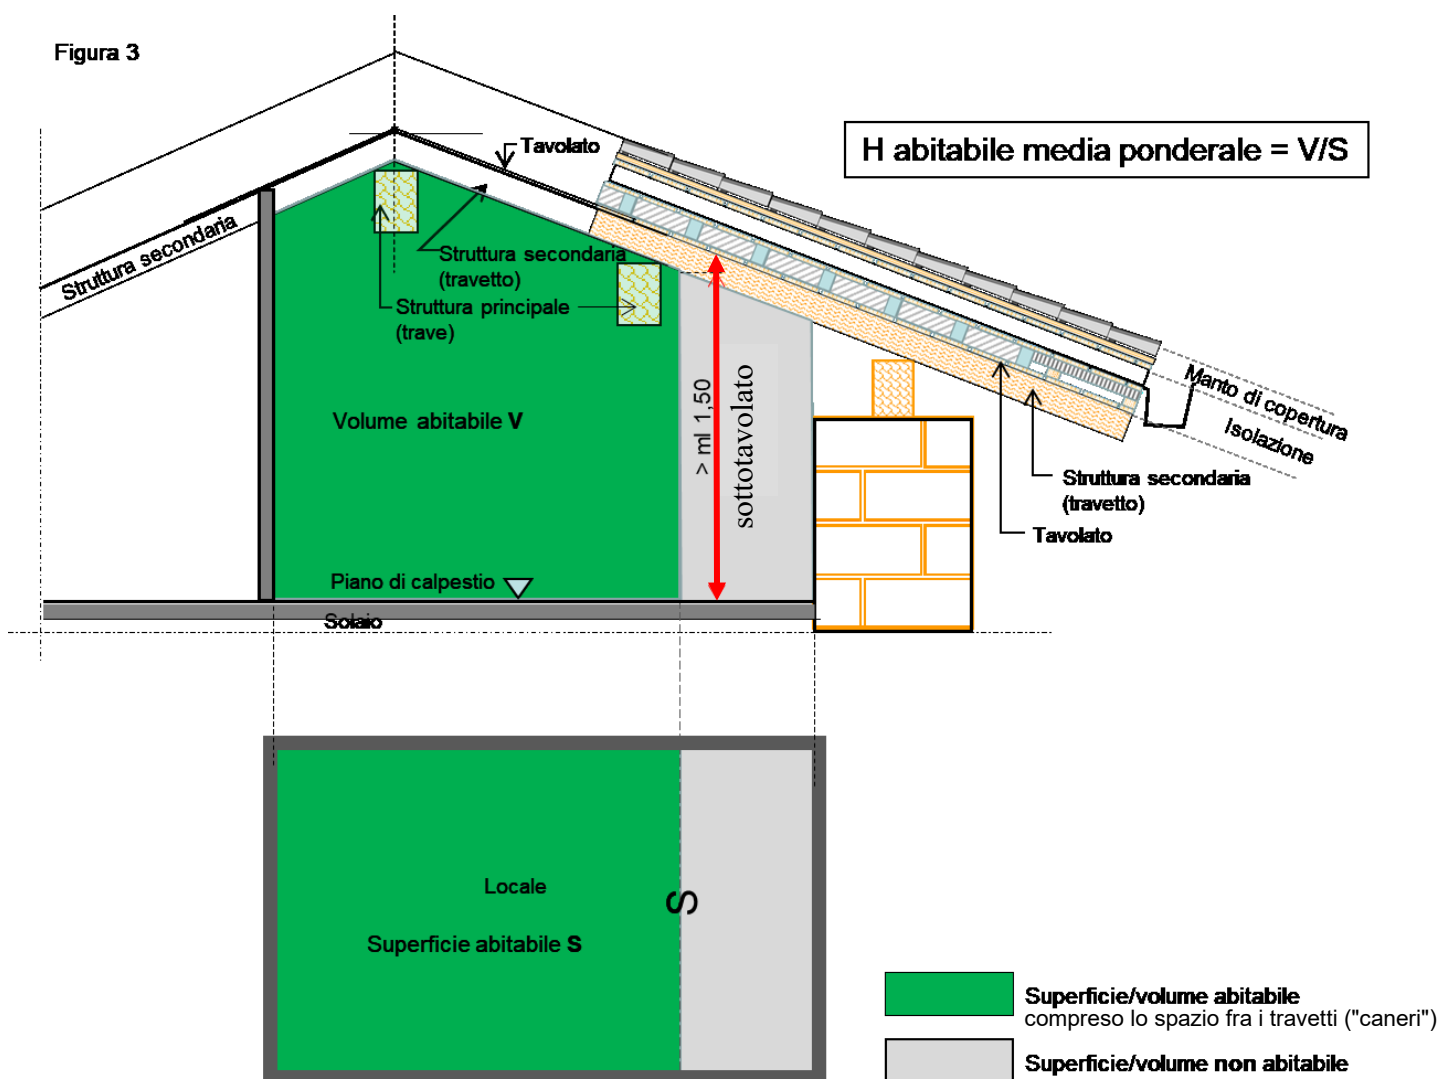 Figura 3
H abitabile media ponderale = V/S
Tavolato
Struttura secondaria
Struttura secondaria
(travetto)
Struttura principale
(trave)
Volume abitabile V
> ml 1,50
sottotavolato
Manto di copertura
Isolazione
Struttura secondaria
(travetto)
Tavolato
Piano di calpestio
Solaio
Locale
S
Superficie abitabile S
Superficie/volume abitabile
compreso lo spazio fra i travetti ("caneri")
Superficie/volume non abitabile